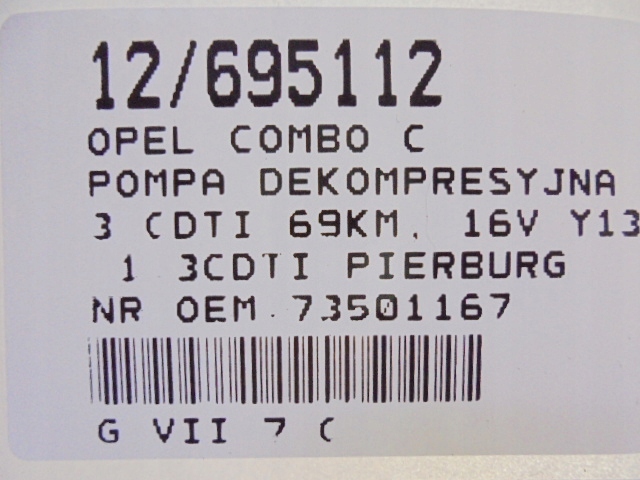 12/695112
OPEL COMBO C
POMPA DEKOMPRESYJNA
3 CDTI 69KM. 16V Y13
1 3CDTI PIERBURG
NR OEM.73501167
G VII 7 C